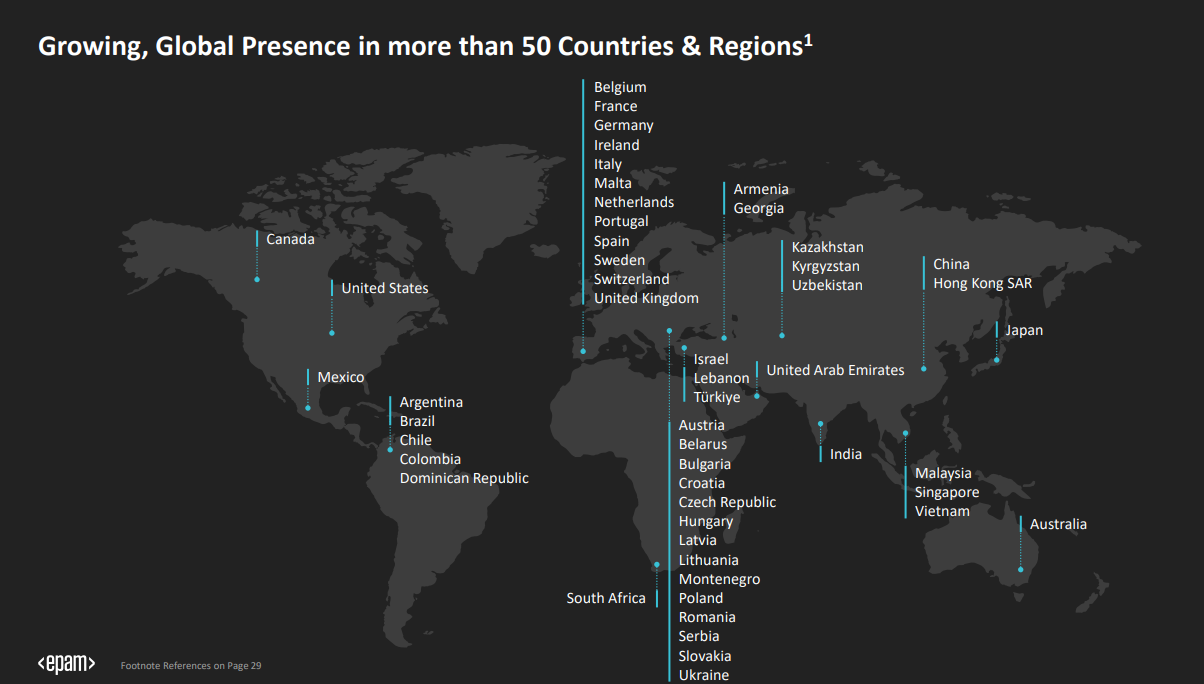 Growing, Global Presence in more than 50 Countries & Regions¹
Belgium
France
Germany
Ireland
Italy
Malta
Netherlands
Portugal
Spain
Sweden
Switzerland
United Kingdom
Armenia
Georgia
Canada
Kazakhstan
Kyrgyzstan
Uzbekistan
China
Hong Kong SAR
United States
Japan
Israel
Lebanon
Türkiye
United Arab Emirates
Mexico
Argentina
Brazil
Chile
Colombia
Dominican Republic
Austria
Belarus
Bulgaria
Croatia
Czech Republic
Hungary
Latvia
Lithuania
Montenegro
Poland
Romania
Serbia
Slovakia
Ukraine
India
Malaysia
Singapore
Vietnam
Australia
South Africa
<epam>
Footnote References on Page 29